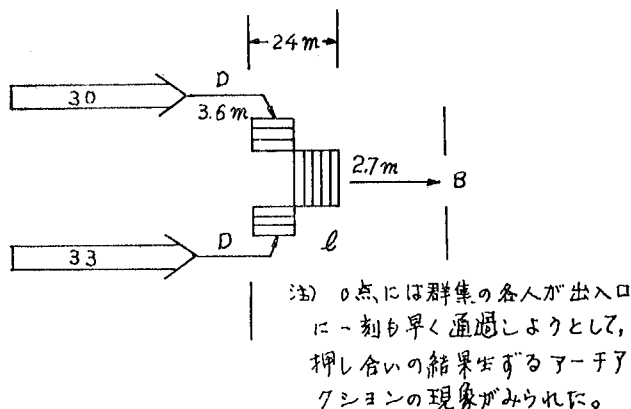 24m
D
30
3.6m
2.7m
B
D
33
ℓ
注) 0点には群集の各人が出入口
に一刻も早く通過しようとして,
押し合いの結果生ずるアーチア
クションの現象がみられた。